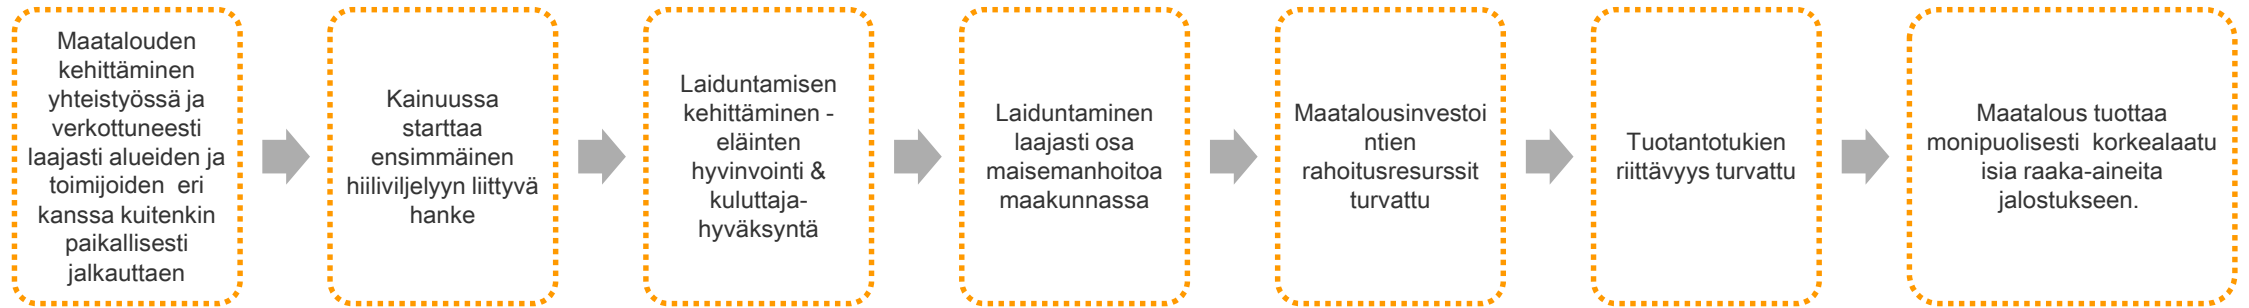 Maatalouden
kehittäminen
yhteistyössä ja
verkottuneesti
laajasti alueiden ja
toimijoiden eri
kanssa kuitenkin
paikallisesti
jalkauttaen
Kainuussa
starttaa
ensimmäinen
hiiliviljelyyn liittyvä
hanke
Laiduntamisen
kehittäminen -
eläinten
hyvinvointi &
kuluttaja-
hyväksyntä
Laiduntaminen
laajasti osa
maisemanhoitoa
maakunnassa
Maatalousinvestoi
ntien
rahoitusresurssit
turvattu
Tuotantotukien
riittävyys turvattu
Maatalous tuottaa
monipuolisesti korkealaatu
isia raaka-aineita
jalostukseen.